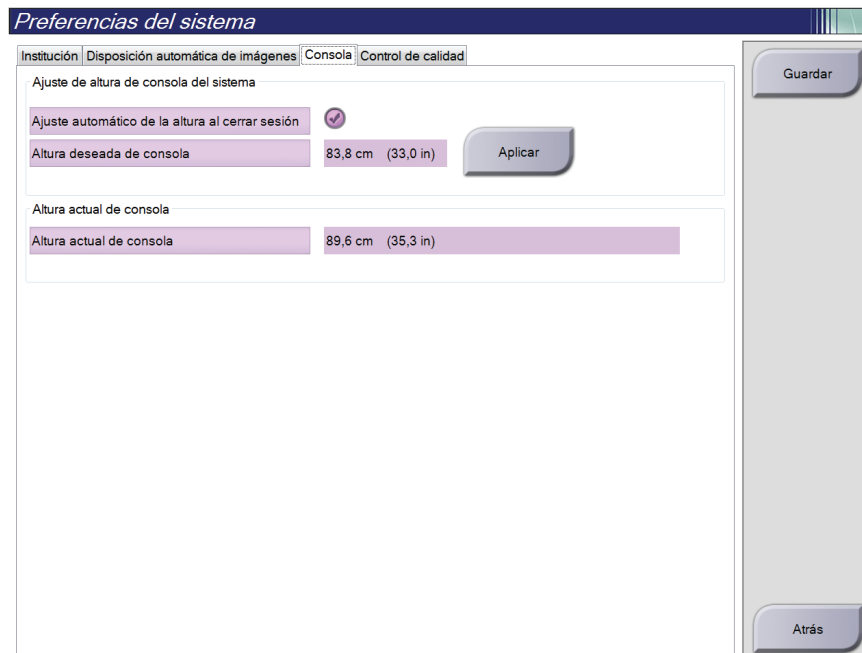 Preferencias del sistema
Institución Disposición automática de imágenes Consola Control de calidad
Guardar
Ajuste de altura de consola del sistema
Ajuste automático de la altura al cerrar sesión
Altura deseada de consola 83,8 cm (33,0 in) Aplicar
Altura actual de consola
Altura actual de consola 89,6 cm (35,3 in)
Atrás